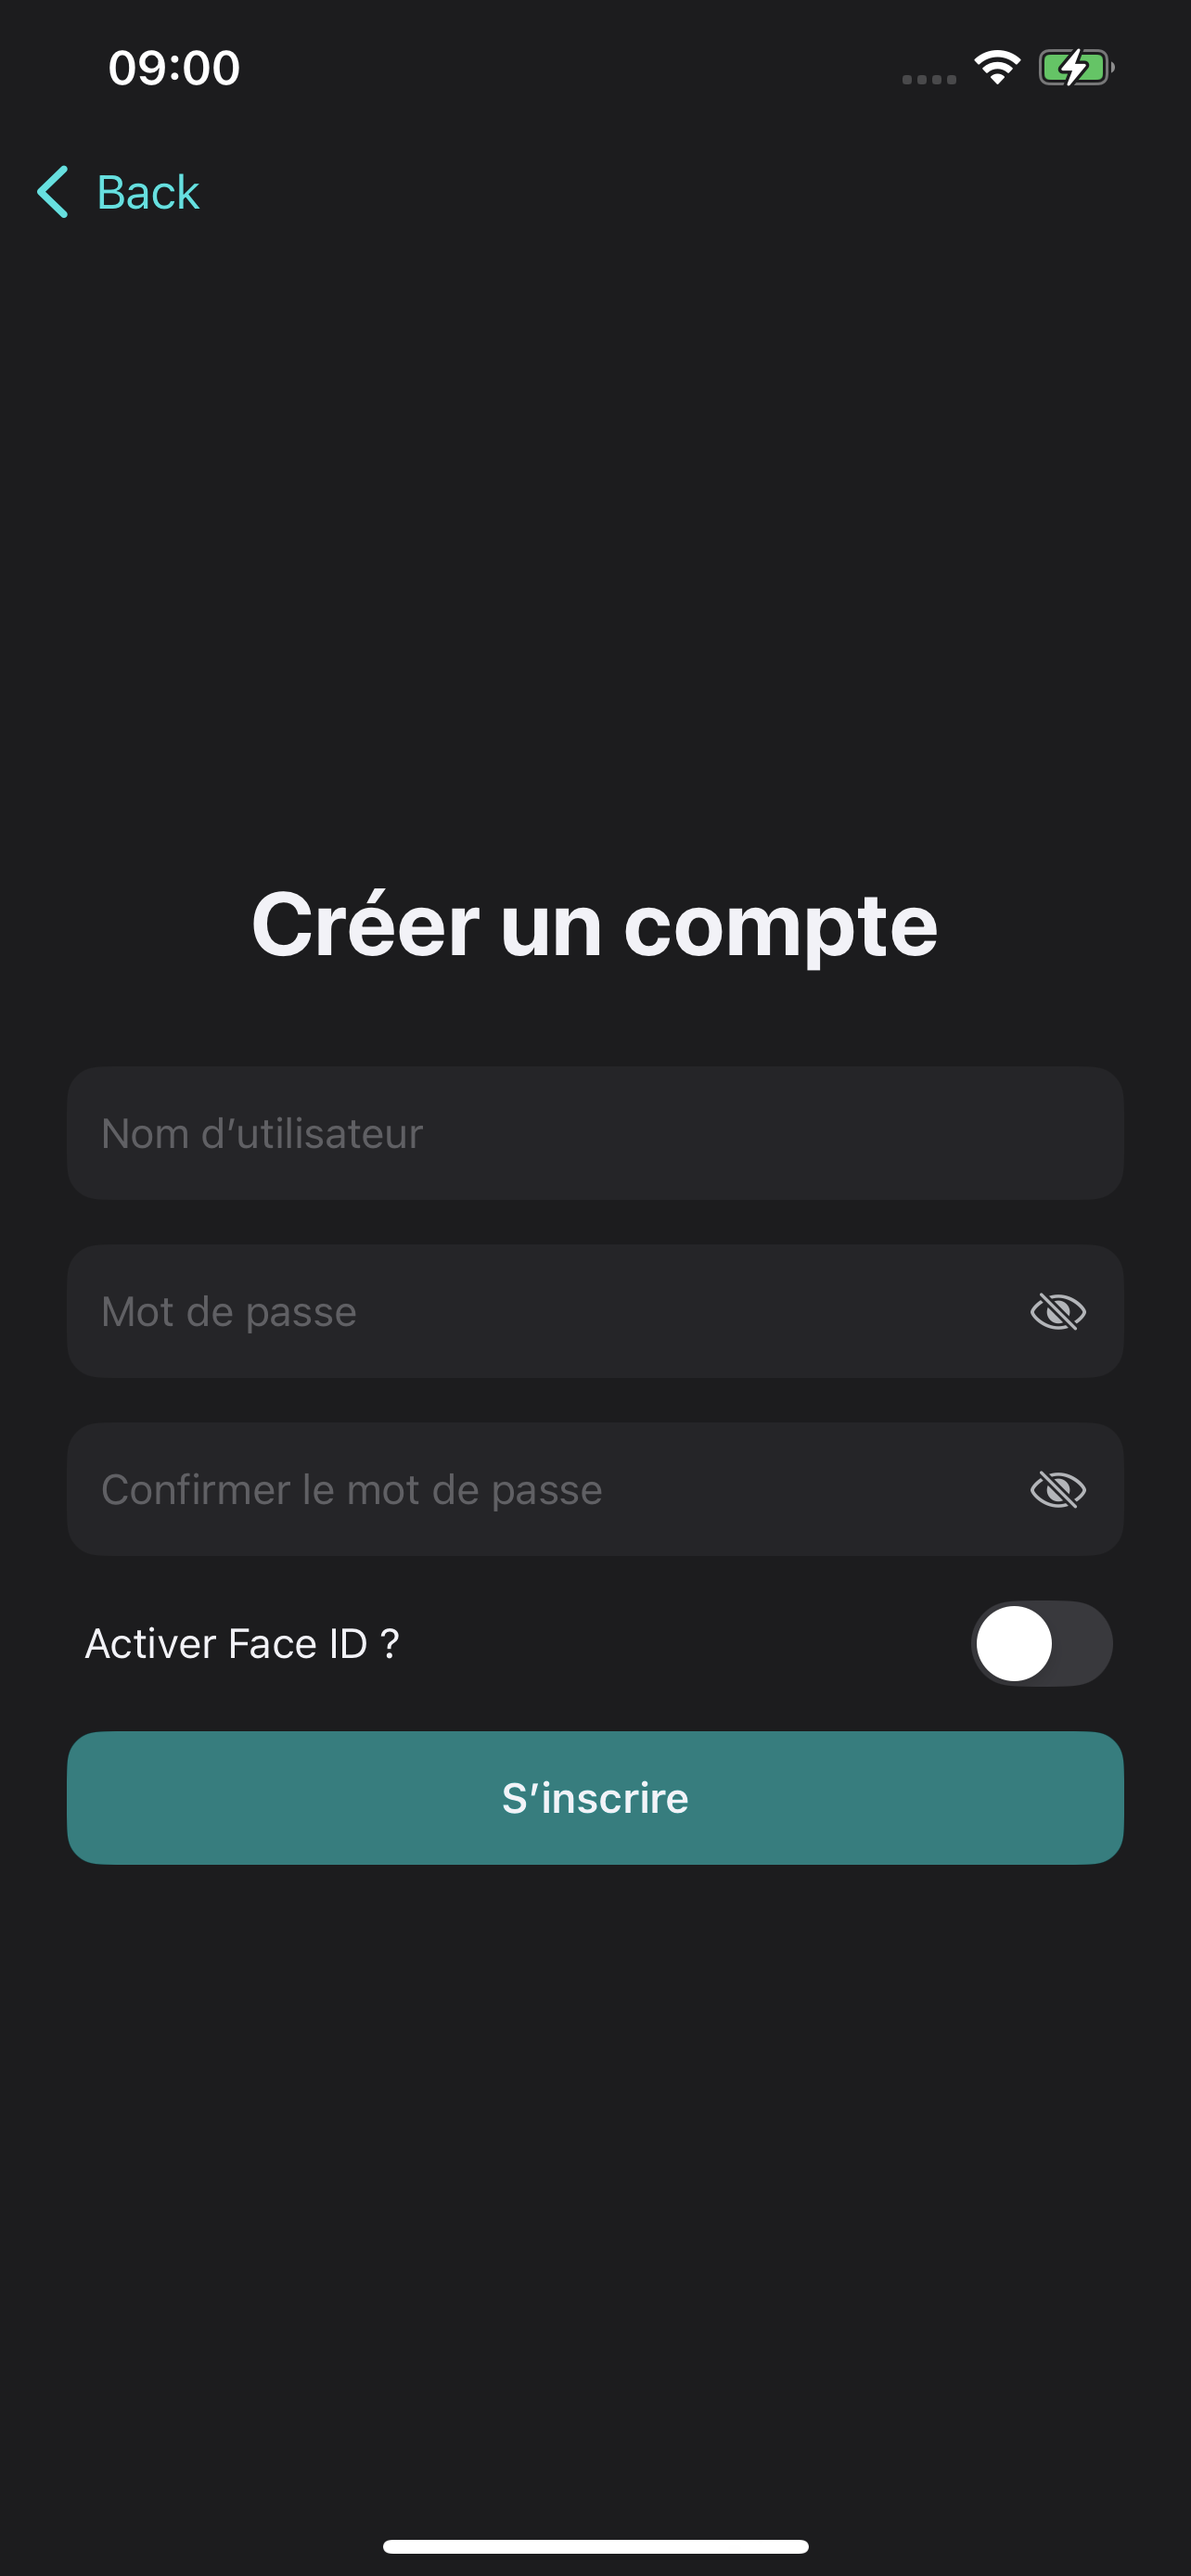 09:00
Back
Créer un compte
Nom d’utilisateur
Mot de passe
Confirmer le mot de passe
Activer Face ID ?
S’inscrire